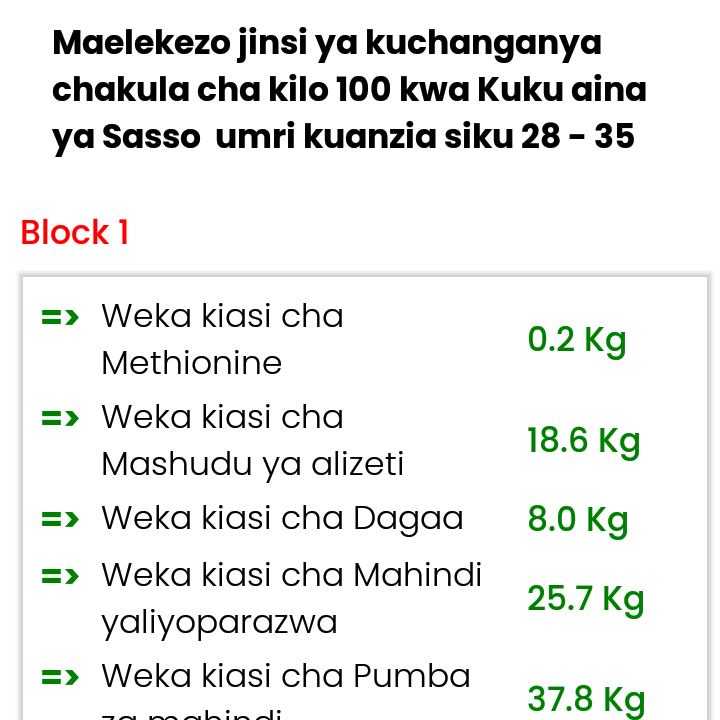 Maelekezo jinsi ya kuchanganya
chakula cha kilo 100 kwa Kuku aina
ya Sasso umri kuanzia siku 28 - 35
Block 1
=> Weka kiasi cha
Methionine
0.2 Kg
=> Weka kiasi cha
Mashudu ya alizeti
18.6 Kg
=> Weka kiasi cha Dagaa 8.0 Kg
=> Weka kiasi cha Mahindi
yaliyoparazwa
25.7 Kg
=> Weka kiasi cha Pumba
za mahindi
37.8 Kg